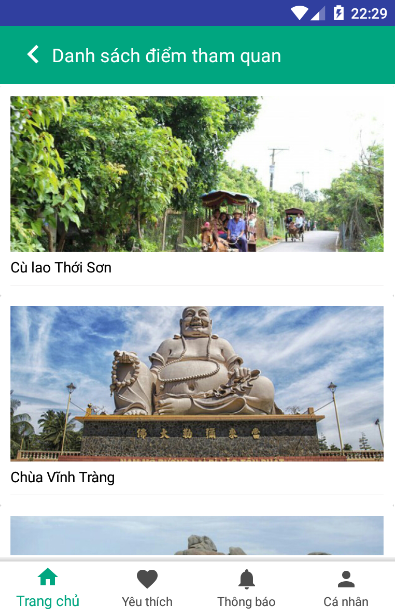 22:29
Danh sách điểm tham quan
Cù lao Thới Sơn
Chùa Vĩnh Tràng
Trang chủ
Yêu thích
Thông báo
Cá nhân